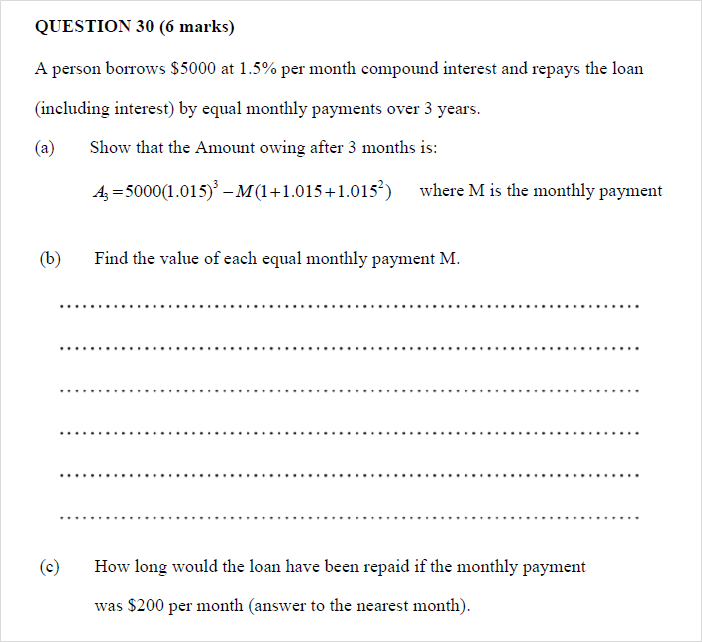 QUESTION 30 (6 marks)
A person borrows $5000 at 1.5% per month compound interest and repays the loan
(including interest) by equal monthly payments over 3 years.
(a) Show that the Amount owing after 3 months is:
A₃ = 5000(1.015)³ − M(1+1.015+1.015²) where M is the monthly payment
(b) Find the value of each equal monthly payment M.
(c) How long would the loan have been repaid if the monthly payment
was $200 per month (answer to the nearest month).